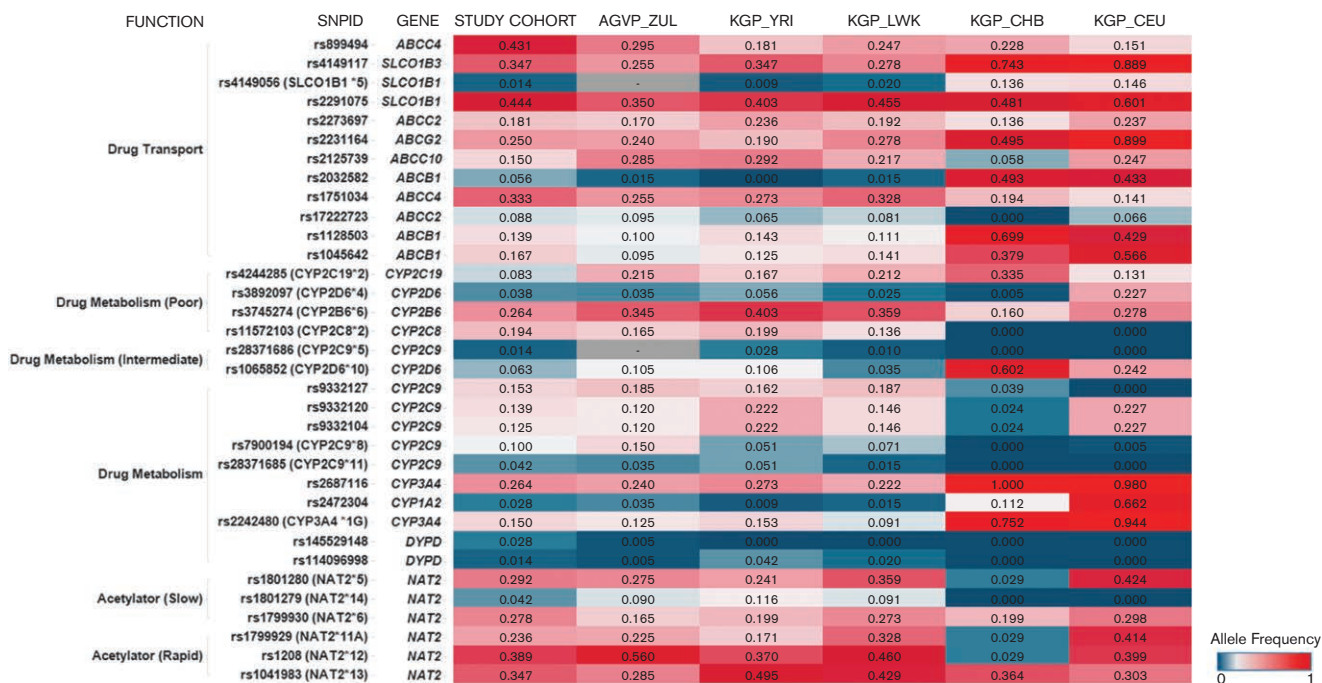 FUNCTION SNPID GENE STUDY COHORT AGVP_ZUL KGP_YRI KGP_LWK KGP_CHB KGP_CEU
rs899494 ABCC4 0.431 0.295 0.181 0.247 0.228 0.151
rs4149117 SLCO1B3 0.347 0.255 0.347 0.278 0.743 0.889
rs4149056 (SLCO1B1 *5) SLCO1B1 0.014 - 0.009 0.020 0.136 0.146
rs2291075 SLCO1B1 0.444 0.350 0.403 0.455 0.481 0.601
rs2273697 ABCC2 0.181 0.170 0.236 0.192 0.136 0.237
Drug Transport rs2231164 ABCG2 0.250 0.240 0.190 0.278 0.495 0.899
rs2125739 ABCC10 0.150 0.285 0.292 0.217 0.058 0.247
rs2032582 ABCB1 0.056 0.015 0.000 0.015 0.493 0.433
rs1751034 ABCC4 0.333 0.255 0.273 0.328 0.194 0.141
rs17222723 ABCC2 0.088 0.095 0.065 0.081 0.000 0.066
rs1128503 ABCB1 0.139 0.100 0.143 0.111 0.699 0.429
rs1045642 ABCB1 0.167 0.095 0.125 0.141 0.379 0.566
rs4244285 (CYP2C19*2) CYP2C19 0.083 0.215 0.167 0.212 0.335 0.131
Drug Metabolism (Poor) rs3892097 (CYP2D6*4) CYP2D6 0.038 0.035 0.056 0.025 0.005 0.227
rs3745274 (CYP2B6*6) CYP2B6 0.264 0.345 0.403 0.359 0.160 0.278
rs11572103 (CYP2C8*2) CYP2C8 0.194 0.165 0.199 0.136 0.000 0.000
Drug Metabolism (Intermediate) rs28371686 (CYP2C9*5) CYP2C9 0.014 - 0.028 0.010 0.000 0.000
rs1065852 (CYP2D6*10) CYP2D6 0.063 0.105 0.106 0.035 0.602 0.242
rs9332127 CYP2C9 0.153 0.185 0.162 0.187 0.039 0.000
rs9332120 CYP2C9 0.139 0.120 0.222 0.146 0.024 0.227
rs9332104 CYP2C9 0.125 0.120 0.222 0.146 0.024 0.227
rs7900194 (CYP2C9*8) CYP2C9 0.100 0.150 0.051 0.071 0.000 0.005
Drug Metabolism rs28371685 (CYP2C9*11) CYP2C9 0.042 0.035 0.051 0.015 0.000 0.000
rs2687116 CYP3A4 0.264 0.240 0.273 0.222 1.000 0.980
rs2472304 CYP1A2 0.028 0.035 0.009 0.015 0.112 0.662
rs2242480 (CYP3A4 *1G) CYP3A4 0.150 0.125 0.153 0.091 0.752 0.944
rs145529148 DYPD 0.028 0.005 0.000 0.000 0.000 0.000
rs114096998 DYPD 0.014 0.005 0.042 0.020 0.000 0.000
rs1801280 (NAT2*5) NAT2 0.292 0.275 0.241 0.359 0.029 0.424
Acetylator (Slow) rs1801279 (NAT2*14) NAT2 0.042 0.090 0.116 0.091 0.000 0.000
rs1799930 (NAT2*6) NAT2 0.278 0.165 0.199 0.273 0.199 0.298
rs1799929 (NAT2*11A) NAT2 0.236 0.225 0.171 0.328 0.029 0.414
Acetylator (Rapid) rs1208 (NAT2*12) NAT2 0.389 0.560 0.370 0.460 0.029 0.399
rs1041983 (NAT2*13) NAT2 0.347 0.285 0.495 0.429 0.364 0.303
Allele Frequency
0 1